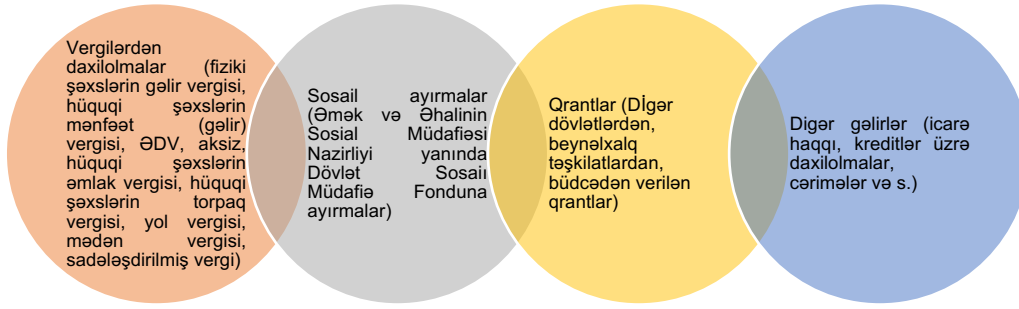 Vergilərdən
daxilolmalar (fiziki
şəxslərin gəlir vergisi,
hüquqi şəxslərin
mənfəət (gəlir)
vergisi, ƏDV, aksiz,
hüquqi şəxslərin
əmlak vergisi, hüquqi
şəxslərin torpaq
vergisi, yol vergisi,
mədən vergisi,
sadələşdirilmiş vergi)
Sosail ayırmalar
(Əmək və Əhalinin
Sosial Müdafiəsi
Nazirliyi yanında
Dövlət Sosaiı
Müdafiə Fonduna
ayırmalar)
Qrantlar (Dİgər
dövlətlərdən,
beynəlxalq
təşkilatlardan,
büdcədən verilən
qrantlar)
Digər gəlirlər (icarə
haqqı, kreditlər üzrə
daxilolmalar,
cərimələr və s.)